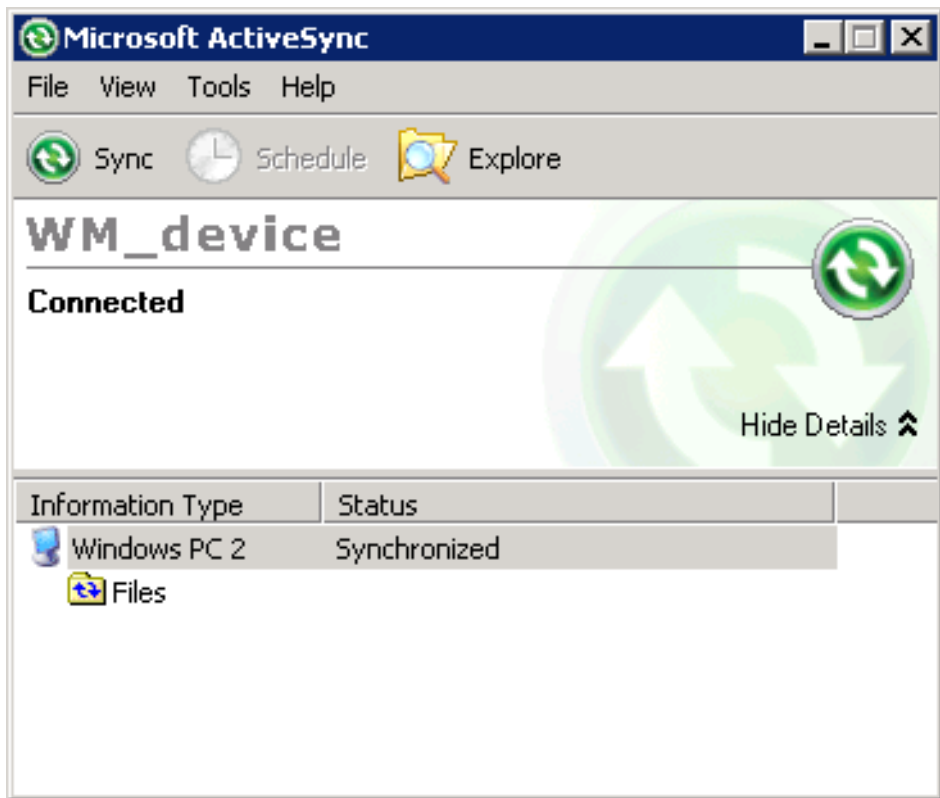 Microsoft ActiveSync
File View Tools Help
Sync Schedule Explore
WM_device
Connected
Hide Details
Information Type Status
Windows PC 2 Synchronized
Files